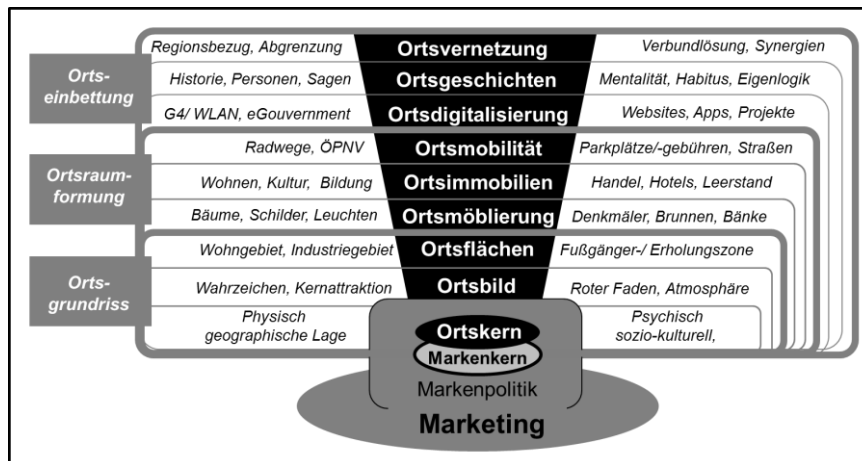 Regionsbezug, Abgrenzung Ortsvernetzung Verbundlösung, Synergien
Orts-
einbettung
Historie, Personen, Sagen Ortsgeschichten Mentalität, Habitus, Eigenlogik
G4/ WLAN, eGouvernment Ortsdigitalisierung Websites, Apps, Projekte
Radwege, ÖPNV Ortsmobilität Parkplätze/-gebühren, Straßen
Ortsraum-
formung
Wohnen, Kultur, Bildung Ortsimmobilien Handel, Hotels, Leerstand
Bäume, Schilder, Leuchten Ortsmöblierung Denkmäler, Brunnen, Bänke
Wohngebiet, Industriegebiet Ortsflächen Fußgänger-/ Erholungszone
Orts-
grundriss
Wahrzeichen, Kernattraktion Ortsbild Roter Faden, Atmosphäre
Physisch
geographische Lage
Ortskern
Psychisch
sozio-kulturell,
Markenkern
Markenpolitik
Marketing